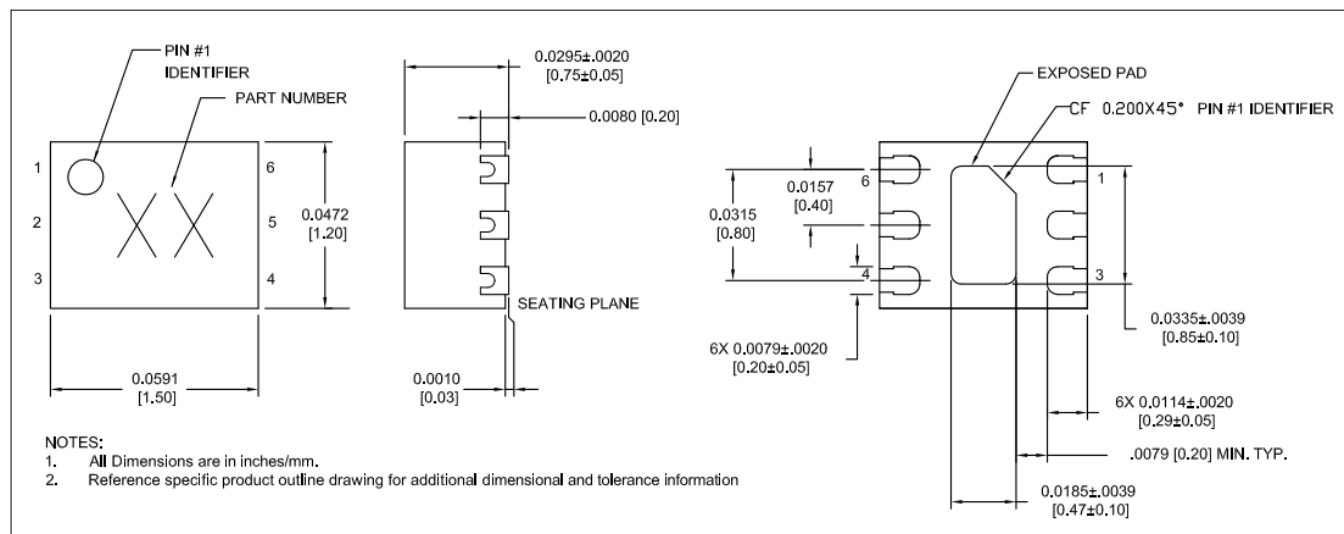 PIN #1
IDENTIFIER
PART NUMBER
1
2
3
6
5
4
0.0472
[1.20]
0.0591
[1.50]
0.0295±.0020
[0.75±0.05]
0.0080 [0.20]
SEATING PLANE
0.0010
[0.03]
EXPOSED PAD
CF 0.200X45° PIN #1 IDENTIFIER
6
4
1
3
0.0157
[0.40]
0.0315
[0.80]
6X 0.0079±.0020
[0.20±0.05]
0.0335±.0039
[0.85±0.10]
6X 0.0114±.0020
[0.29±0.05]
.0079 [0.20] MIN. TYP.
0.0185±.0039
[0.47±0.10]
XX
NOTES:
1. All Dimensions are in inches/mm.
2. Reference specific product outline drawing for additional dimensional and tolerance information